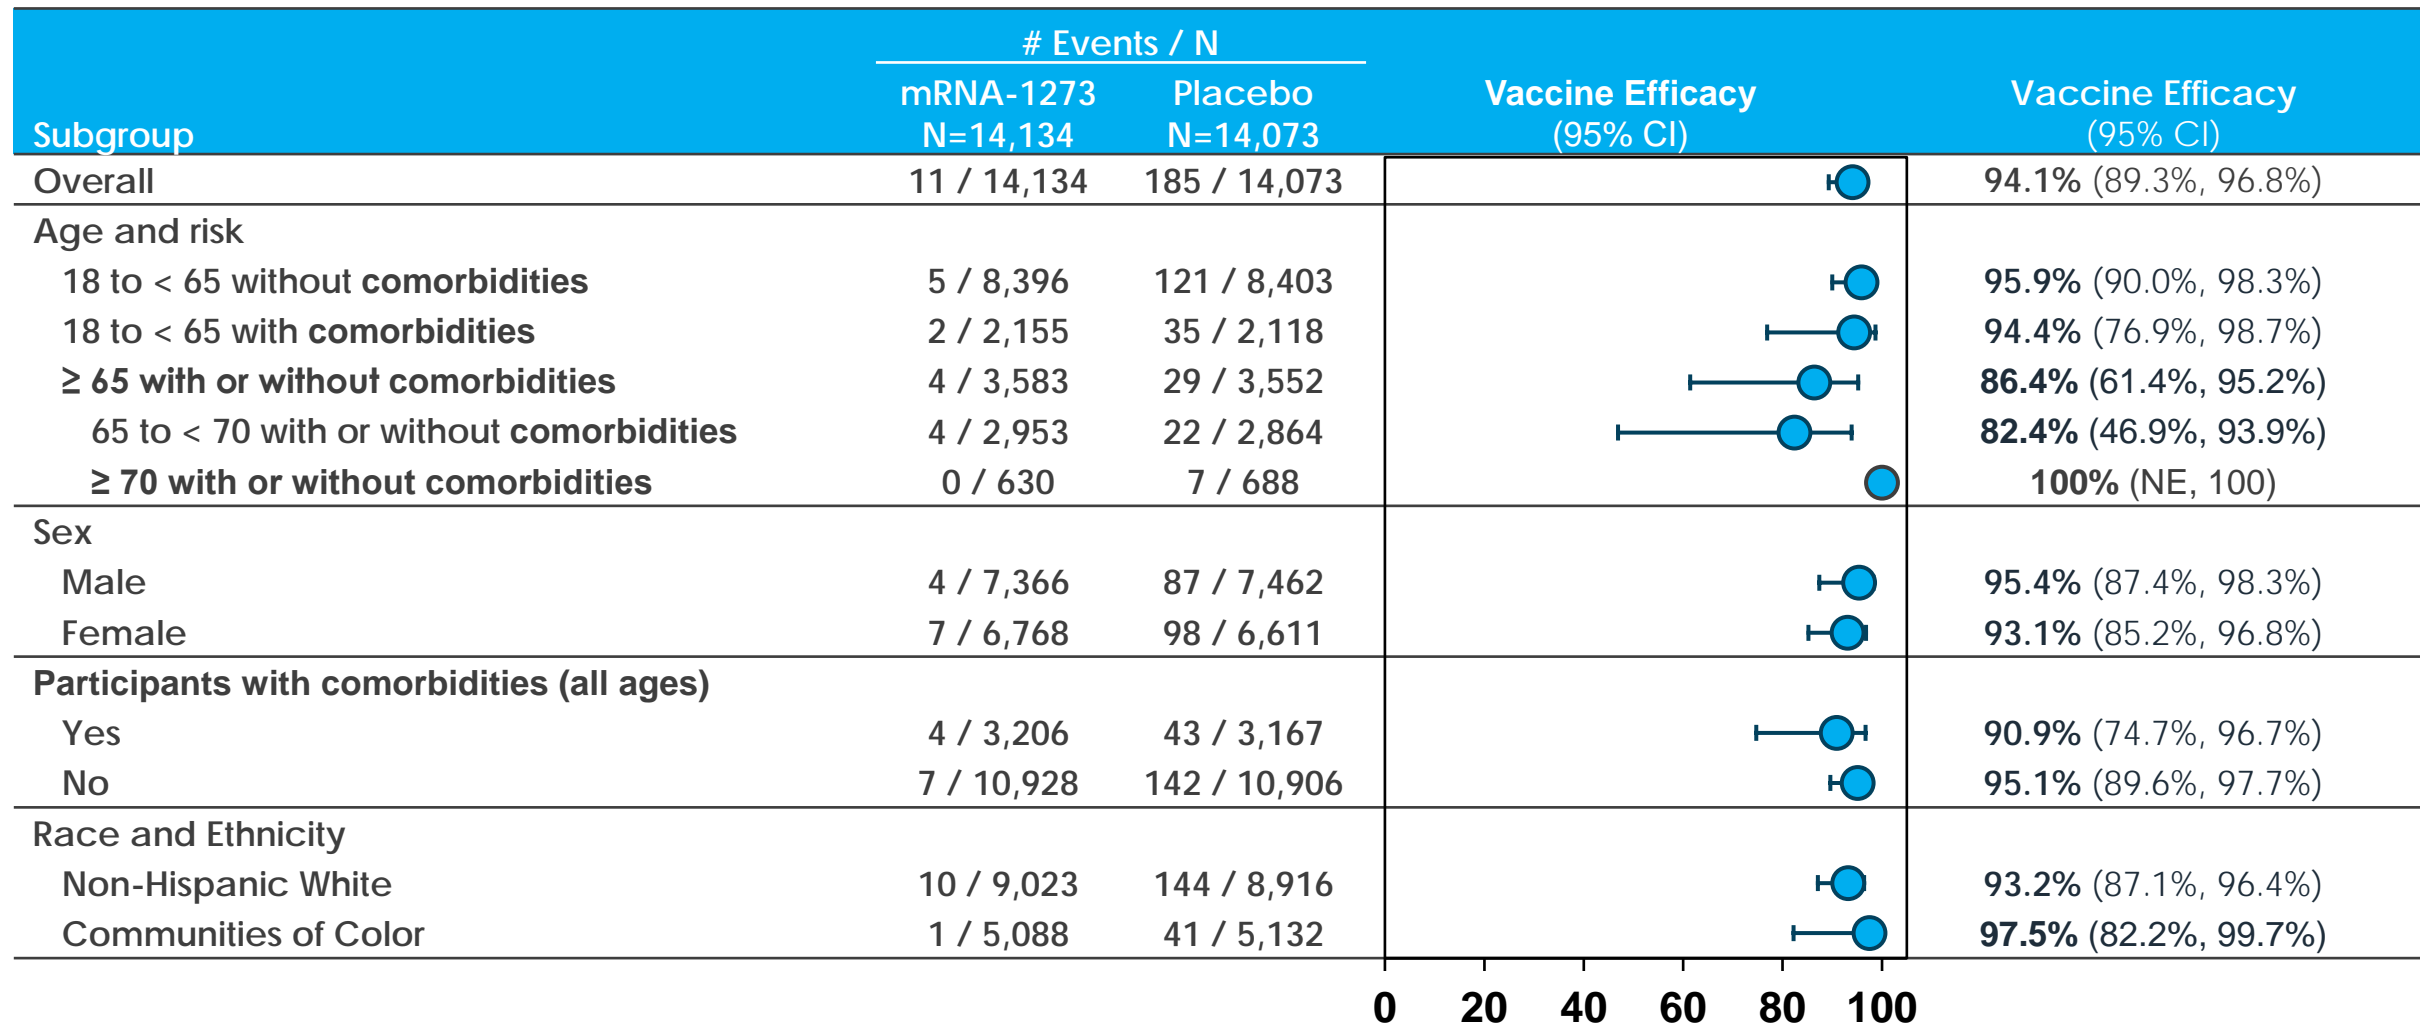 # Events / N
mRNA-1273 Placebo Vaccine Efficacy Vaccine Efficacy
Subgroup N=14,134 N=14,073 (95% CI) (95% CI)
Overall 11 / 14,134 185 / 14,073 94.1% (89.3%, 96.8%)
Age and risk
18 to < 65 without comorbidities 5 / 8,396 121 / 8,403 95.9% (90.0%, 98.3%)
18 to < 65 with comorbidities 2 / 2,155 35 / 2,118 94.4% (76.9%, 98.7%)
≥ 65 with or without comorbidities 4 / 3,583 29 / 3,552 86.4% (61.4%, 95.2%)
65 to < 70 with or without comorbidities 4 / 2,953 22 / 2,864 82.4% (46.9%, 93.9%)
≥ 70 with or without comorbidities 0 / 630 7 / 688 100% (NE, 100)
Sex
Male 4 / 7,366 87 / 7,462 95.4% (87.4%, 98.3%)
Female 7 / 6,768 98 / 6,611 93.1% (85.2%, 96.8%)
Participants with comorbidities (all ages)
Yes 4 / 3,206 43 / 3,167 90.9% (74.7%, 96.7%)
No 7 / 10,928 142 / 10,906 95.1% (89.6%, 97.7%)
Race and Ethnicity
Non-Hispanic White 10 / 9,023 144 / 8,916 93.2% (87.1%, 96.4%)
Communities of Color 1 / 5,088 41 / 5,132 97.5% (82.2%, 99.7%)
0 20 40 60 80 100